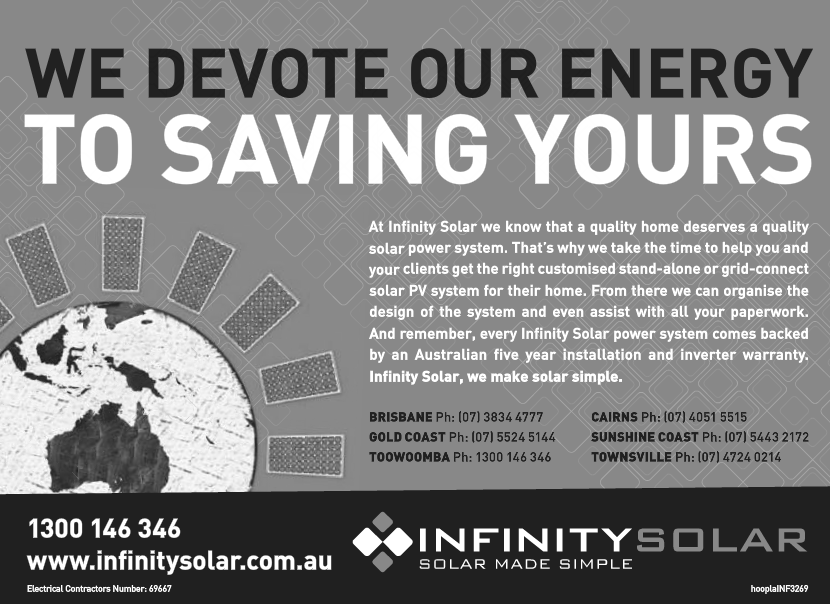 WE DEVOTE OUR ENERGY
TO SAVING YOURS
At Infinity Solar we know that a quality home deserves a quality
solar power system. That's why we take the time to help you and
your clients get the right customised stand-alone or grid-connect
solar PV system for their home. From there we can organise the
design of the system and even assist with all your paperwork.
And remember, every Infinity Solar power system comes backed
by an Australian five year installation and inverter warranty.
Infinity Solar, we make solar simple.
BRISBANE Ph: (07) 3834 4777
GOLD COAST Ph: (07) 5524 5144
TOOWOOMBA Ph: 1300 146 346
CAIRNS Ph: (07) 4051 5515
SUNSHINE COAST Ph: (07) 5443 2172
TOWNSVILLE Ph: (07) 4724 0214
1300 146 346
www.infinitysolar.com.au
Electrical Contractors Number: 69667
INFINITYSOLAR
SOLAR MADE SIMPLE
hooplaINF3269